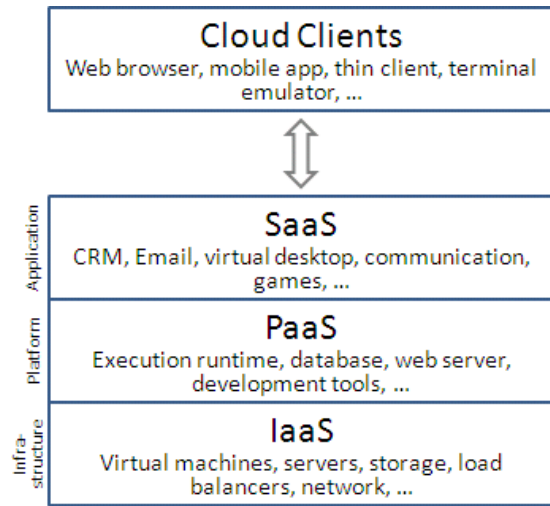 Cloud Clients
Web browser, mobile app, thin client, terminal
emulator, ...
Application
SaaS
CRM, Email, virtual desktop, communication,
games, ...
Platform
PaaS
Execution runtime, database, web server,
development tools, ...
Infra-
structure
IaaS
Virtual machines, servers, storage, load
balancers, network, ...